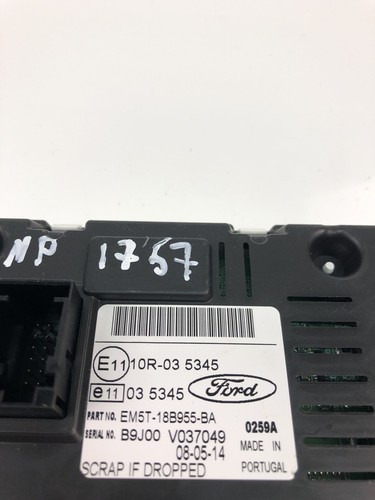 MP 1757
E11 10R-03 5345
e11 03 5345 Ford
PART NO. EM5T-18B955-BA
SERIAL NO. B9J00 V037049 0259A
08-05-14 MADE IN
SCRAP IF DROPPED PORTUGAL